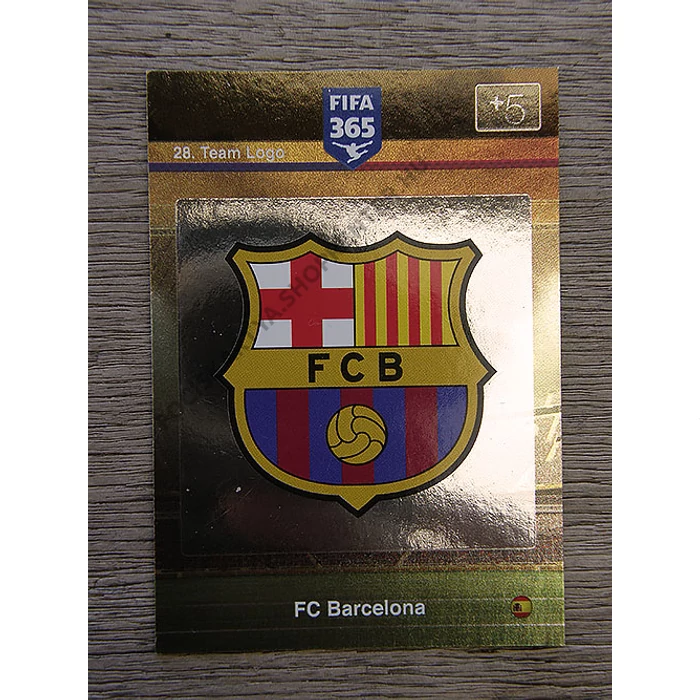 FIFA
365
+5
28. Team Logo
FCB
FC Barcelona